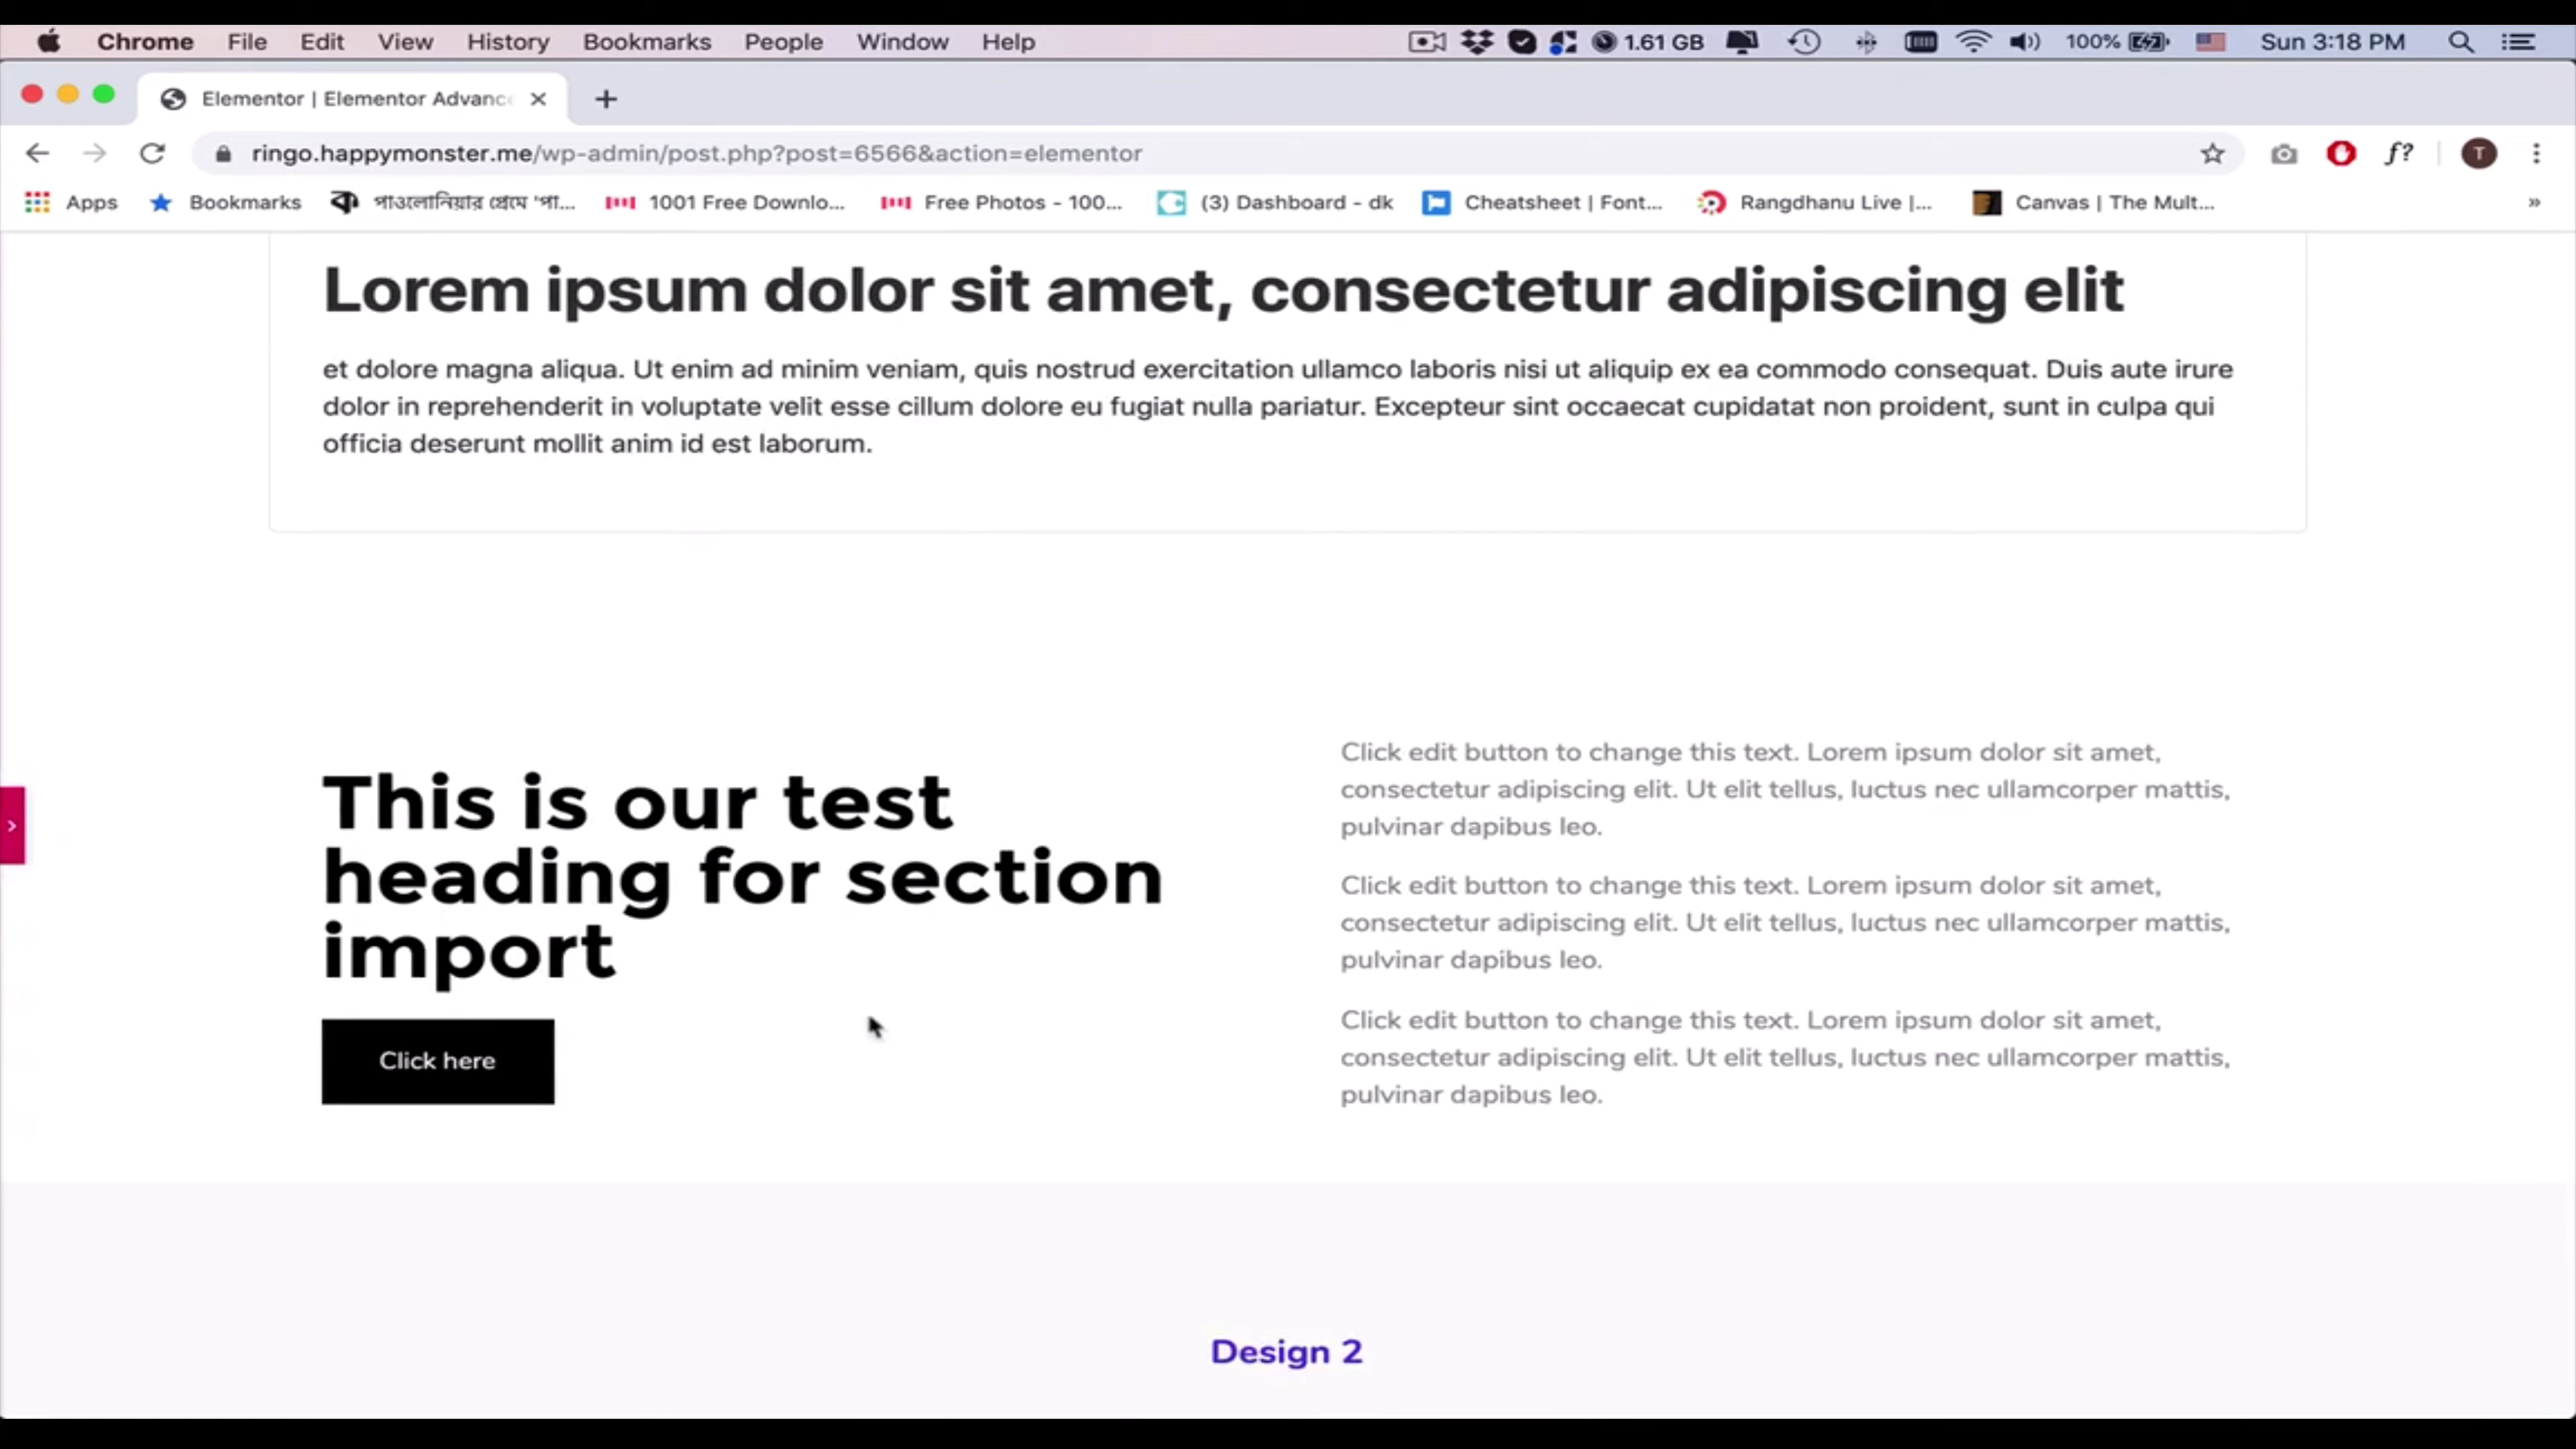 Chrome File Edit View History Bookmarks People Window Help 1.61 GB 100% Sun 3:18 PM
Elementor | Elementor Advanc
ringo.happymonster.me/wp-admin/post.php?post=6566&action=elementor f? T
Apps Bookmarks পাওলোনিয়ার প্রেমে 'পা... 1001 Free Downlo... Free Photos - 100... (3) Dashboard - dk Cheatsheet | Font... Rangdhanu Live |... Canvas | The Mult... »
Lorem ipsum dolor sit amet, consectetur adipiscing elit
et dolore magna aliqua. Ut enim ad minim veniam, quis nostrud exercitation ullamco laboris nisi ut aliquip ex ea commodo consequat. Duis aute irure
dolor in reprehenderit in voluptate velit esse cillum dolore eu fugiat nulla pariatur. Excepteur sint occaecat cupidatat non proident, sunt in culpa qui
officia deserunt mollit anim id est laborum.
This is our test
heading for section
import
Click here
Click edit button to change this text. Lorem ipsum dolor sit amet,
consectetur adipiscing elit. Ut elit tellus, luctus nec ullamcorper mattis,
pulvinar dapibus leo.
Click edit button to change this text. Lorem ipsum dolor sit amet,
consectetur adipiscing elit. Ut elit tellus, luctus nec ullamcorper mattis,
pulvinar dapibus leo.
Click edit button to change this text. Lorem ipsum dolor sit amet,
consectetur adipiscing elit. Ut elit tellus, luctus nec ullamcorper mattis,
pulvinar dapibus leo.
Design 2